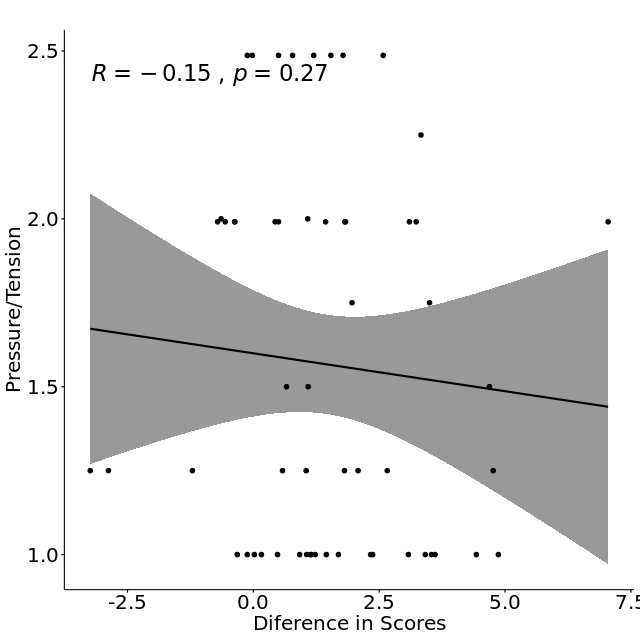 2.5
R = −0.15 , p = 0.27
2.0
Pressure/Tension
1.5
1.0
-2.5 0.0 2.5 5.0 7.5
Diference in Scores